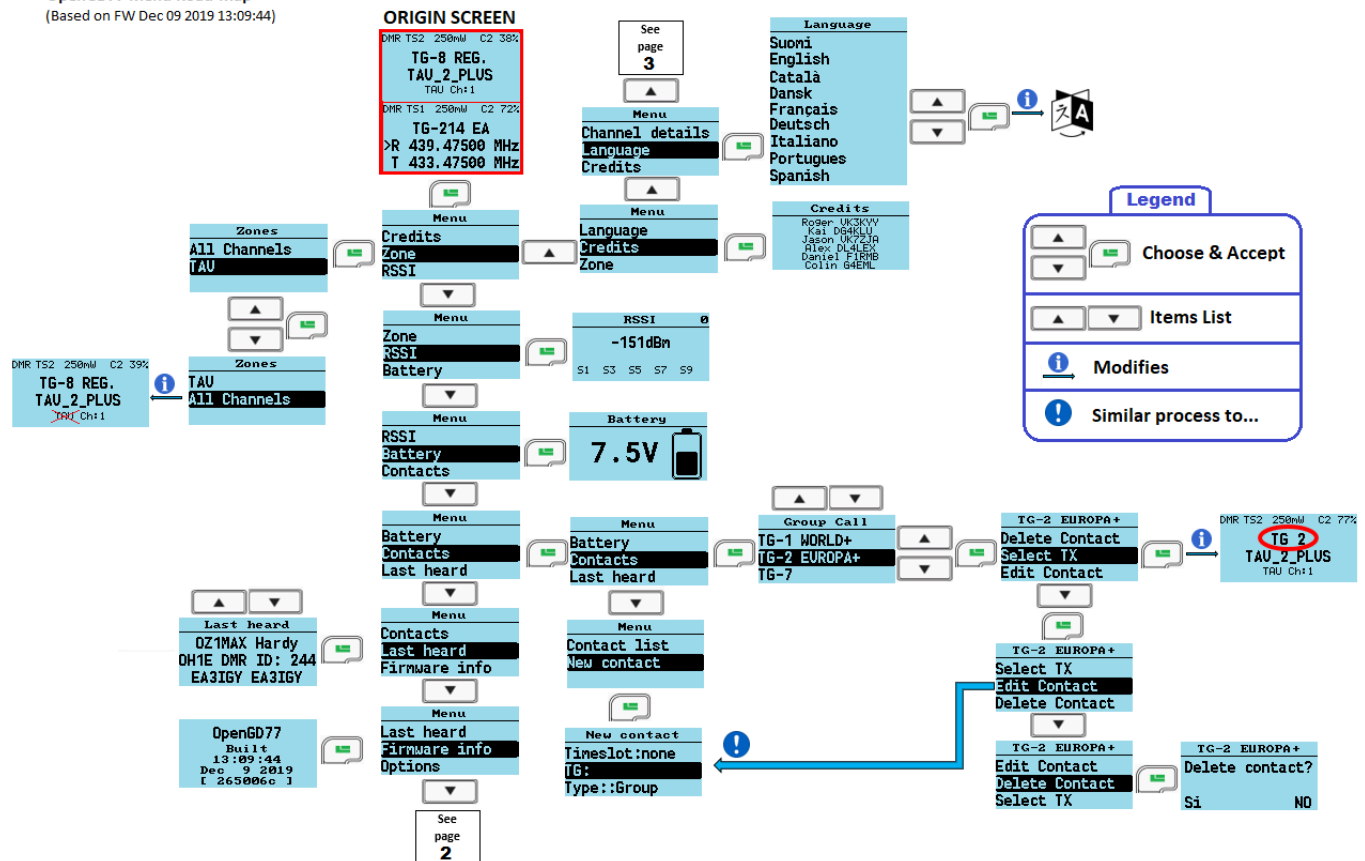 (Based on FW Dec 09 2019 13:09:44)
ORIGIN SCREEN
DMR TS2 250mW C2 38%
TG-8 REG.
TAU_2_PLUS
TAU Ch:1
DMR TS1 250mW C2 72%
TG-214 EA
>R 439.47500 MHz
T 433.47500 MHz
See
page
3
Menu
Channel details
Language
Credits
Language
Suomi
English
Català
Dansk
Français
Deutsch
Italiano
Portugues
Spanish
Menu
Language
Credits
Zone
Credits
Roger VK3KYY
Kai DG4KLU
Jason VK7ZJA
Alex DL4LEX
Daniel F1RMB
Colin G4EML
Legend
Choose & Accept
Items List
Modifies
Similar process to...
Zones
All Channels
TAU
Zones
TAU
All Channels
DMR TS2 250mW C2 39%
TG-8 REG.
TAU_2_PLUS
TAU Ch:1
Menu
Credits
Zone
RSSI
Menu
Zone
RSSI
Battery
RSSI 0
-151dBm
S1 S3 S5 S7 S9
Menu
RSSI
Battery
Contacts
Battery
7.5V
Menu
Battery
Contacts
Last heard
Menu
Battery
Contacts
Last heard
Group Call
TG-1 WORLD+
TG-2 EUROPA+
TG-7
TG-2 EUROPA+
Delete Contact
Select TX
Edit Contact
DMR TS2 250mW C2 77%
TG 2
TAU_2_PLUS
TAU Ch:1
Last heard
OZ1MAX Hardy
OH1E DMR ID: 244
EA3IGY EA3IGY
Menu
Contacts
Last heard
Firmware info
Menu
Contact list
New contact
TG-2 EUROPA+
Select TX
Edit Contact
Delete Contact
OpenGD77
Built
13:09:44
Dec 9 2019
[ 265006c ]
Menu
Last heard
Firmware info
Options
New contact
Timeslot:none
TG:
Type::Group
TG-2 EUROPA+
Edit Contact
Delete Contact
Select TX
TG-2 EUROPA+
Delete contact?
Si NO
See
page
2